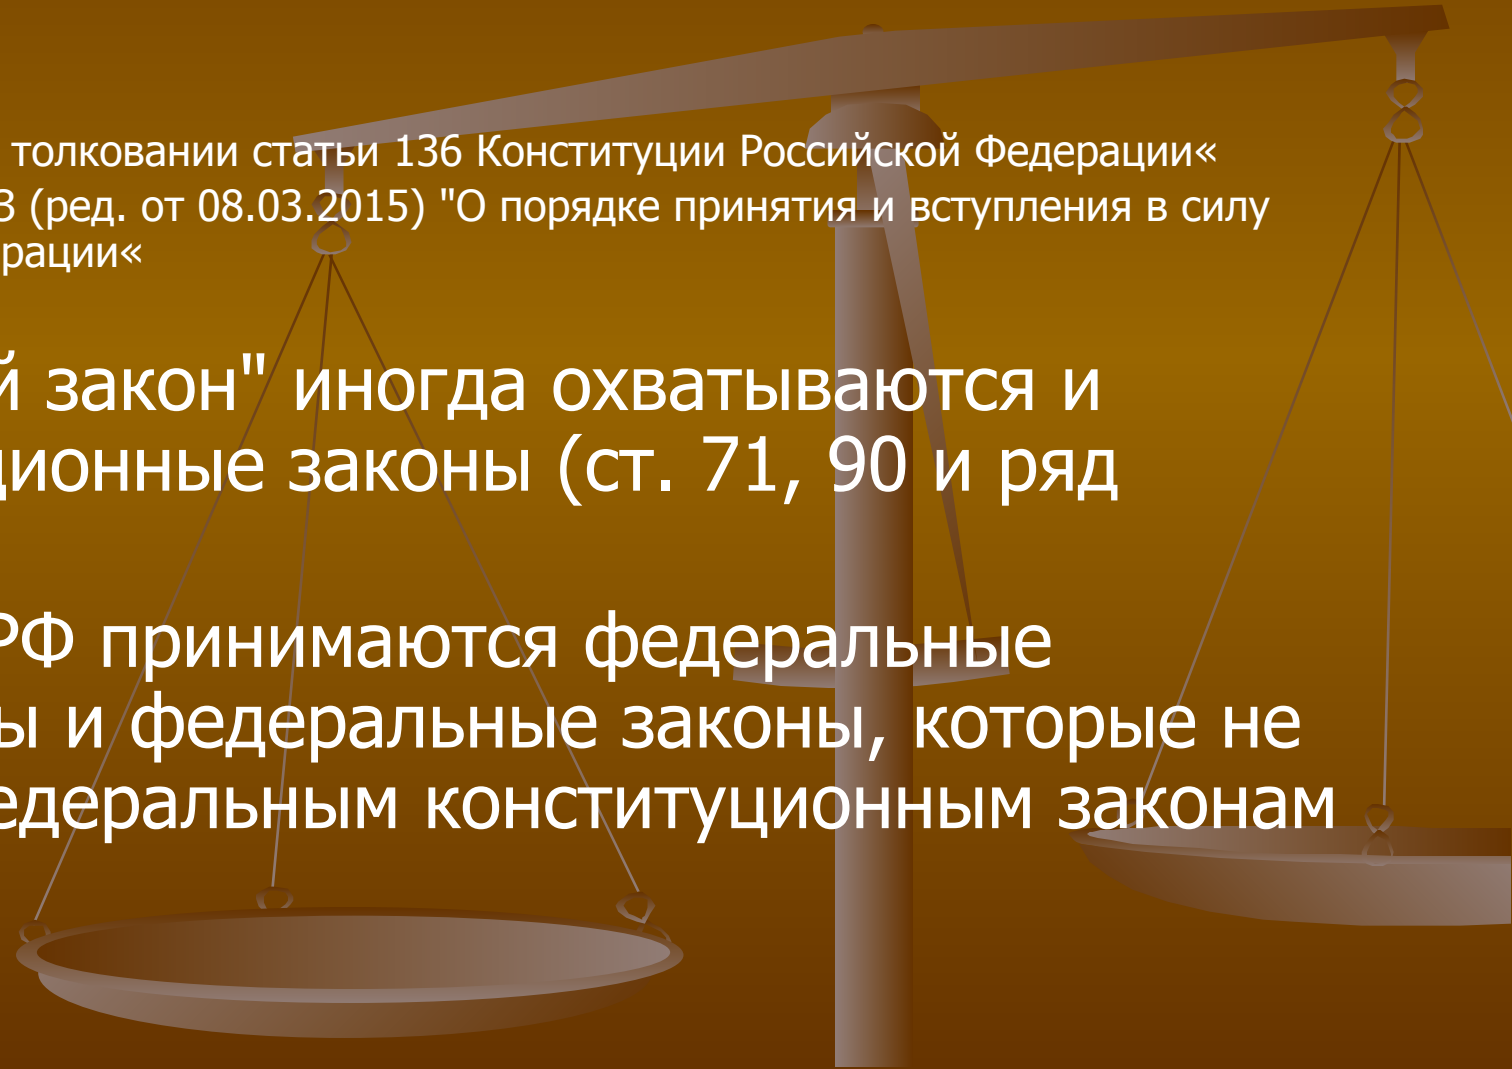 толковании статьи 136 Конституции Российской Федерации«
3 (ред. от 08.03.2015) "О порядке принятия и вступления в силу
рации«
й закон" иногда охватываются и
ционные законы (ст. 71, 90 и ряд
РФ принимаются федеральные
ы и федеральные законы, которые не
едеральным конституционным законам